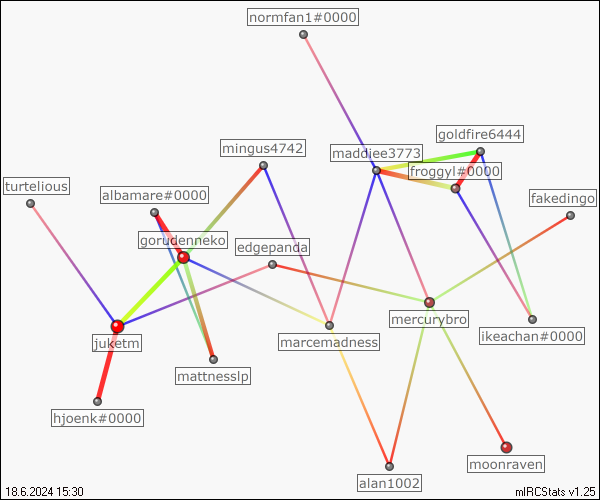 normfan1#0000
goldfire6444
mingus4742
maddiee3773
froggyl#0000
turtelious
albamare#0000
fakedingo
gorudenneko
edgepanda
mercurybro
ikeachan#0000
juketm
marcemadness
mattnesslp
hjoenk#0000
moonraven
alan1002
18.6.2024 15:30
mIRCStats v1.25